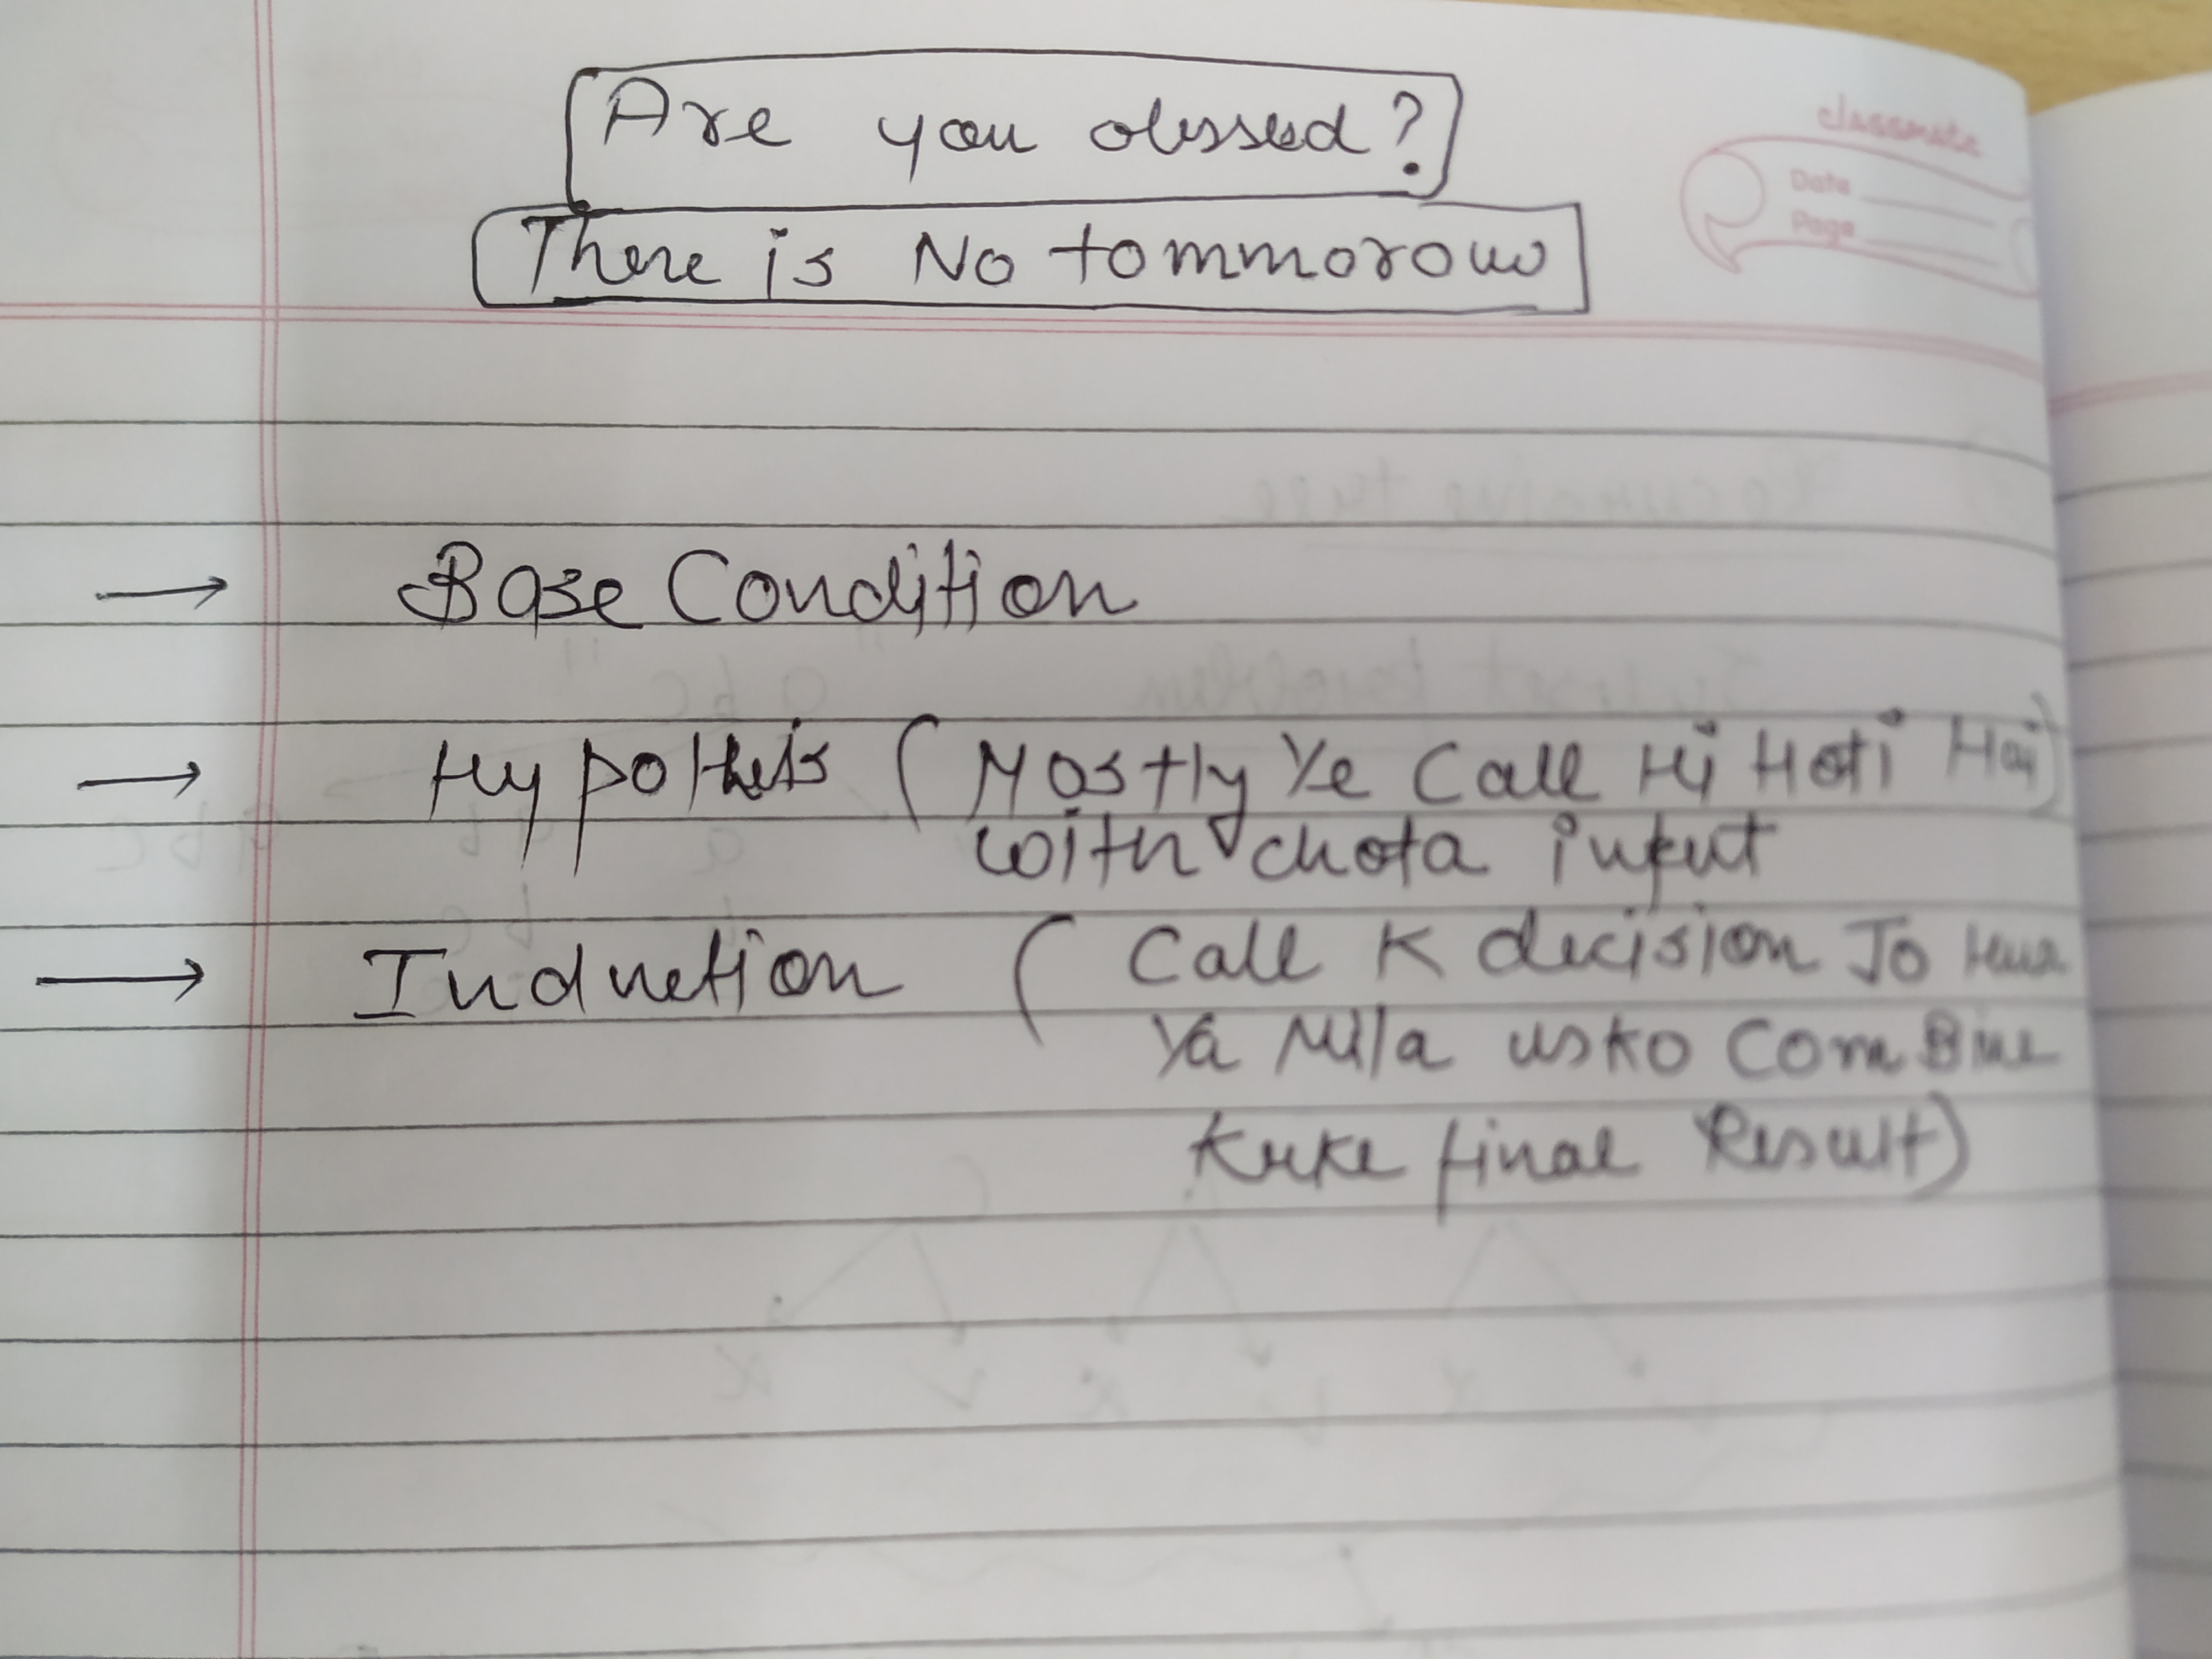 Are you obssed?
There is No tommorow
classmate
Date
Page
→ Base Condition
→ Hypothesis (Mostly Ye Call Hi Hoti Hai)
with chota input
→ Induction (Call K decision Jo Hua
Ya Mila usko ComBine
Krke final Result)